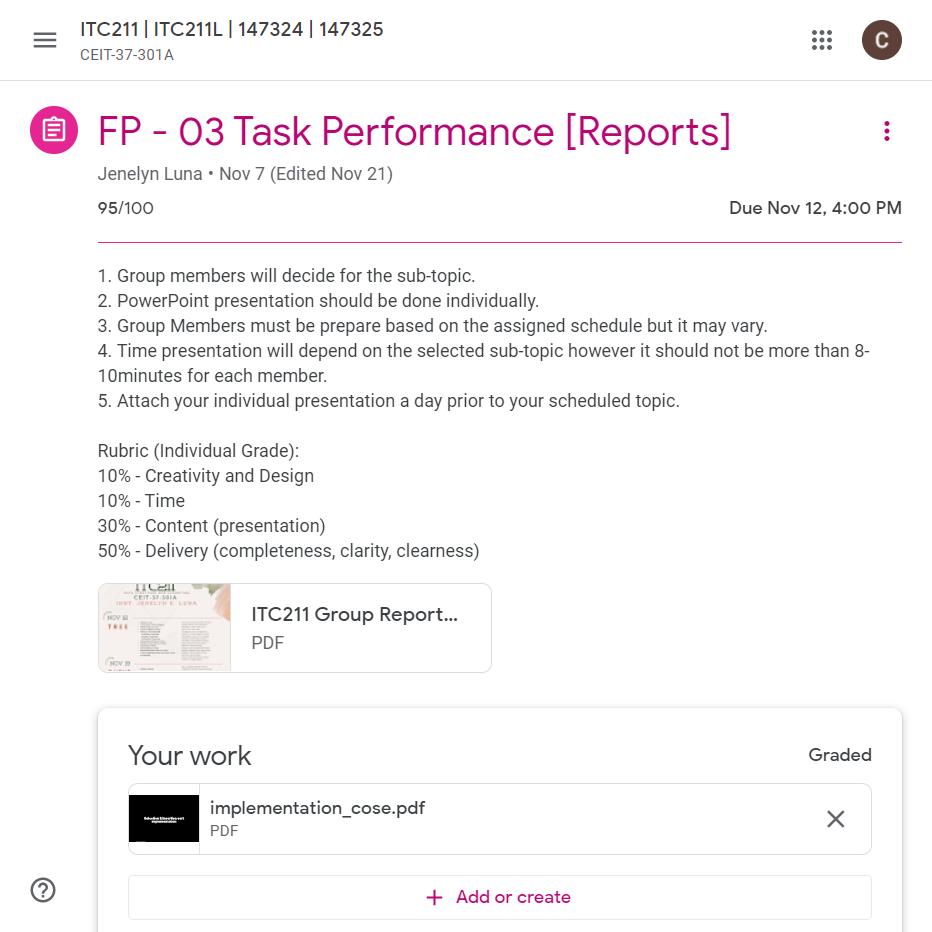 ITC211 | ITC211L | 147324 | 147325
CEIT-37-301A
C
FP - 03 Task Performance [Reports]
Jenelyn Luna • Nov 7 (Edited Nov 21)
95/100
Due Nov 12, 4:00 PM
1. Group members will decide for the sub-topic.
2. PowerPoint presentation should be done individually.
3. Group Members must be prepare based on the assigned schedule but it may vary.
4. Time presentation will depend on the selected sub-topic however it should not be more than 8-
10minutes for each member.
5. Attach your individual presentation a day prior to your scheduled topic.
Rubric (Individual Grade):
10% - Creativity and Design
10% - Time
30% - Content (presentation)
50% - Delivery (completeness, clarity, clearness)
ITC211
CEIT-37-301A
INST. JENELYN E. LUNA
NOV
TREE
NOV
ITC211 Group Report...
PDF
Your work
Graded
implementation_cose.pdf
PDF
Add or create